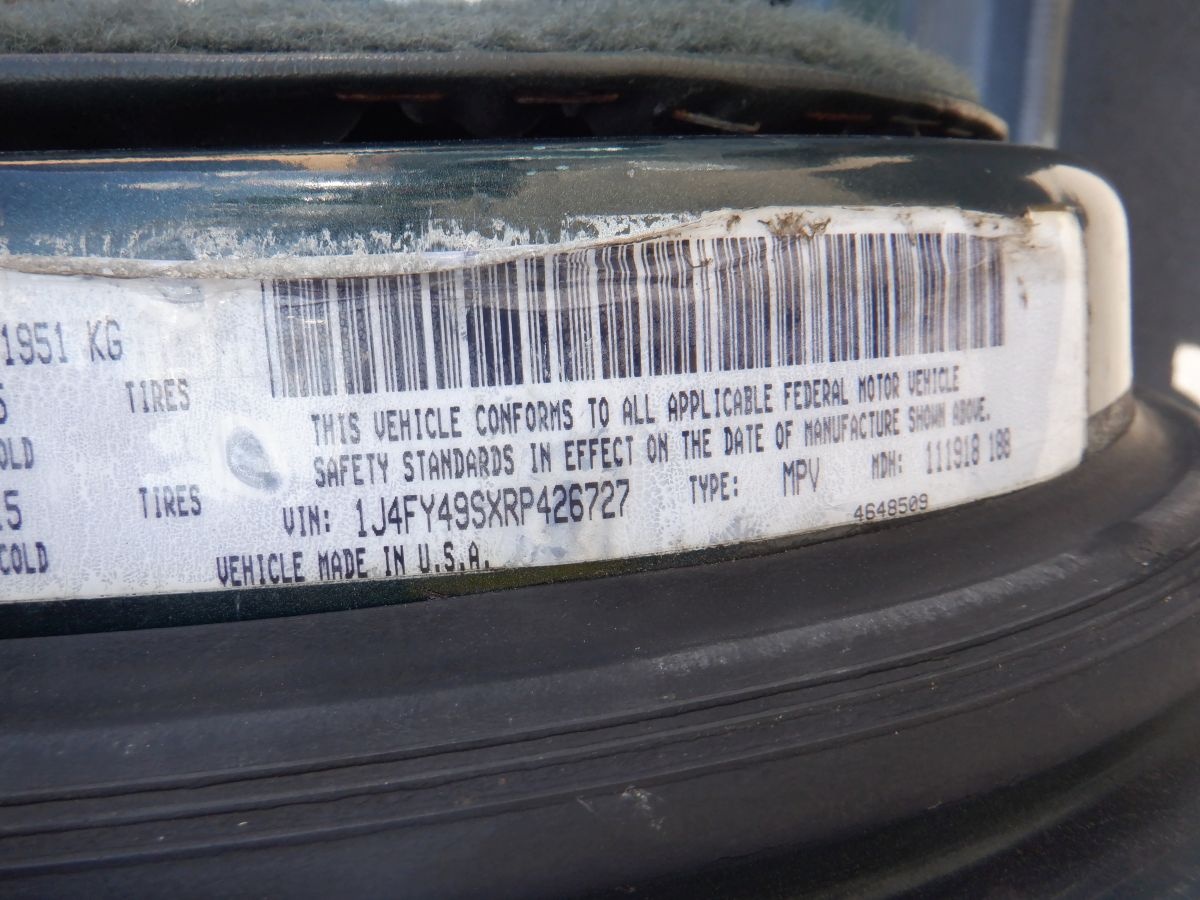 1951 KG
5 TIRES
OLD
15 TIRES
COLD
THIS VEHICLE CONFORMS TO ALL APPLICABLE FEDERAL MOTOR VEHICLE
SAFETY STANDARDS IN EFFECT ON THE DATE OF MANUFACTURE SHOWN ABOVE.
VIN: 1J4FY49SXRP426727 TYPE: MPV MDH: 111918 188
VEHICLE MADE IN U.S.A. 4648509